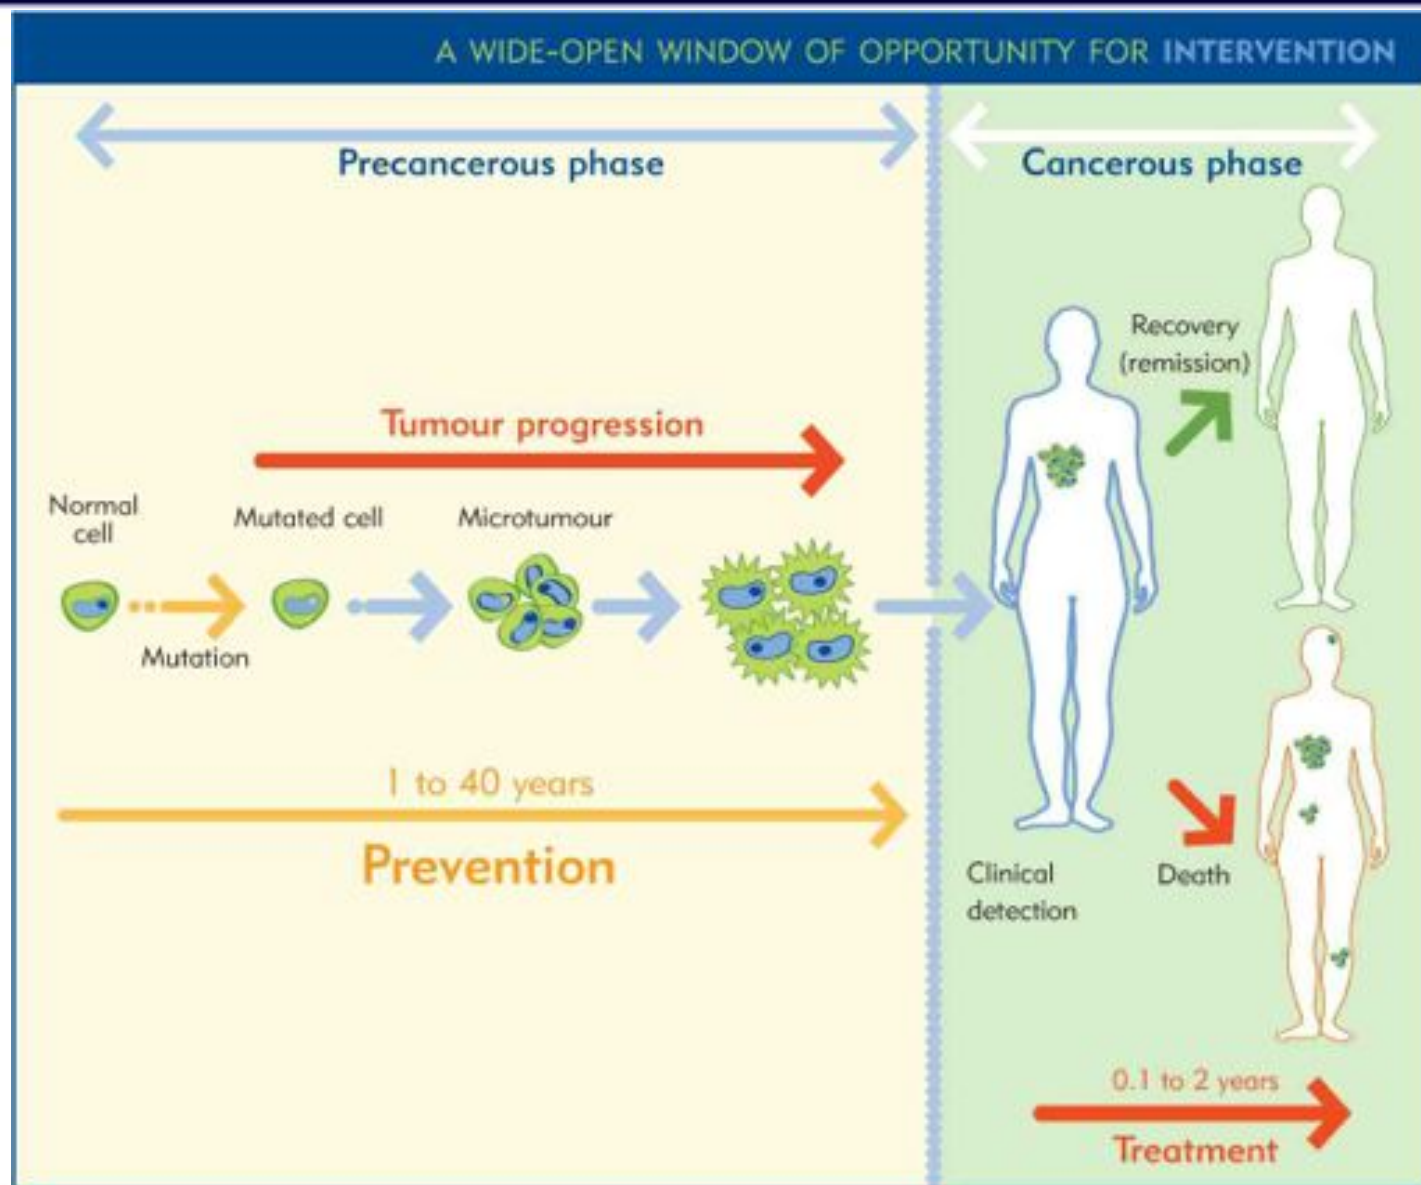 A WIDE-OPEN WINDOW OF OPPORTUNITY FOR INTERVENTION
Precancerous phase
Cancerous phase
Recovery
(remission)
Tumour progression
Normal
cell
Mutated cell
Microtumour
Mutation
1 to 40 years
Prevention
Clinical
detection
Death
0.1 to 2 years
Treatment